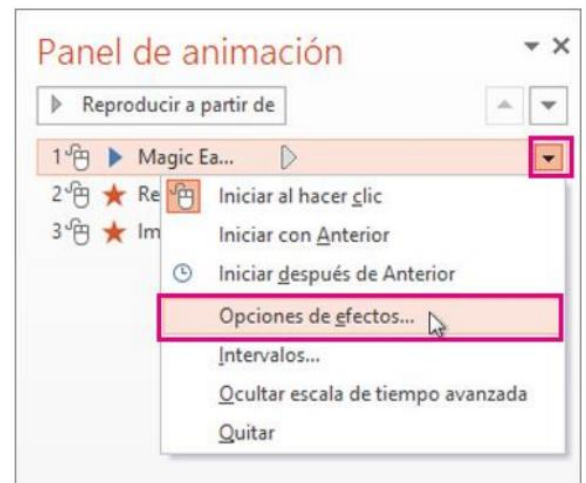 Panel de animación
Reproducir a partir de
1 Magic Ea...
2 Re
3 Im
Iniciar al hacer clic
Iniciar con Anterior
Iniciar después de Anterior
Opciones de efectos...
Intervalos...
Ocultar escala de tiempo avanzada
Quitar